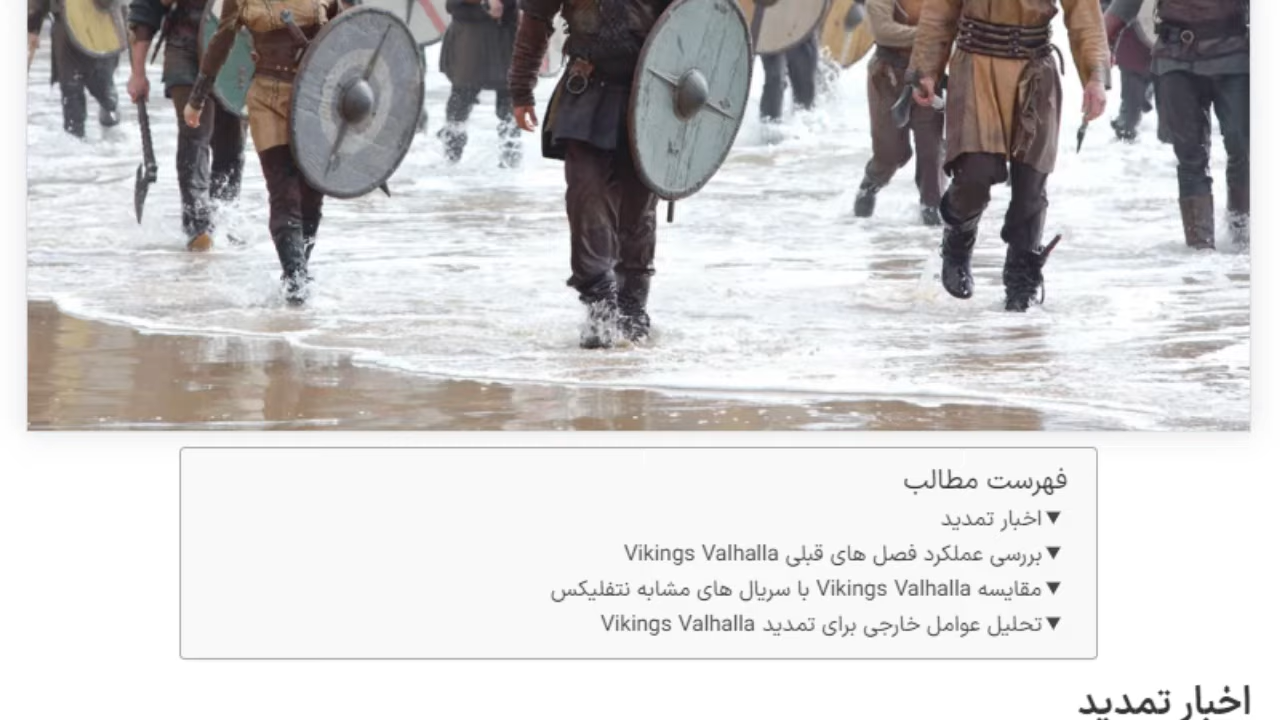 فهرست مطالب
▼اخبار تمدید
▼بررسی عملکرد فصل های قبلی Vikings Valhalla
▼مقایسه Vikings Valhalla با سریال های مشابه نتفلیکس
▼تحلیل عوامل خارجی برای تمدید Vikings Valhalla
اخبار تمدید